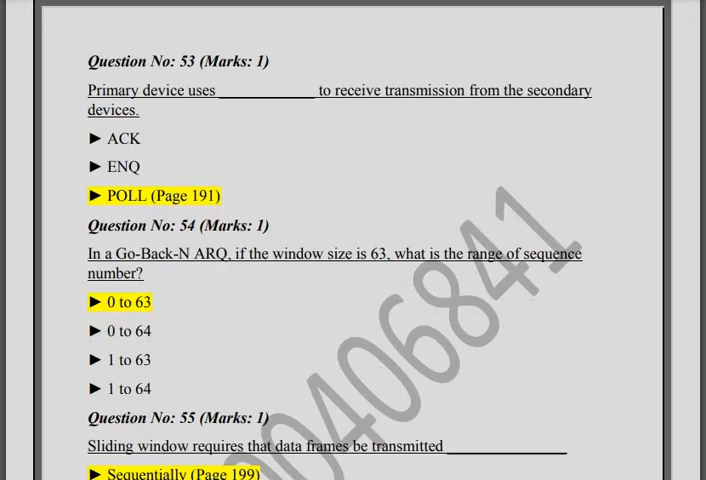 Question No: 53 (Marks: 1)
Primary device uses ____________ to receive transmission from the secondary
devices.
► ACK
► ENQ
► POLL (Page 191)
Question No: 54 (Marks: 1)
In a Go-Back-N ARQ, if the window size is 63, what is the range of sequence
number?
► 0 to 63
► 0 to 64
► 1 to 63
► 1 to 64
Question No: 55 (Marks: 1)
Sliding window requires that data frames be transmitted _______________
► Sequentially (Page 199)
00406841